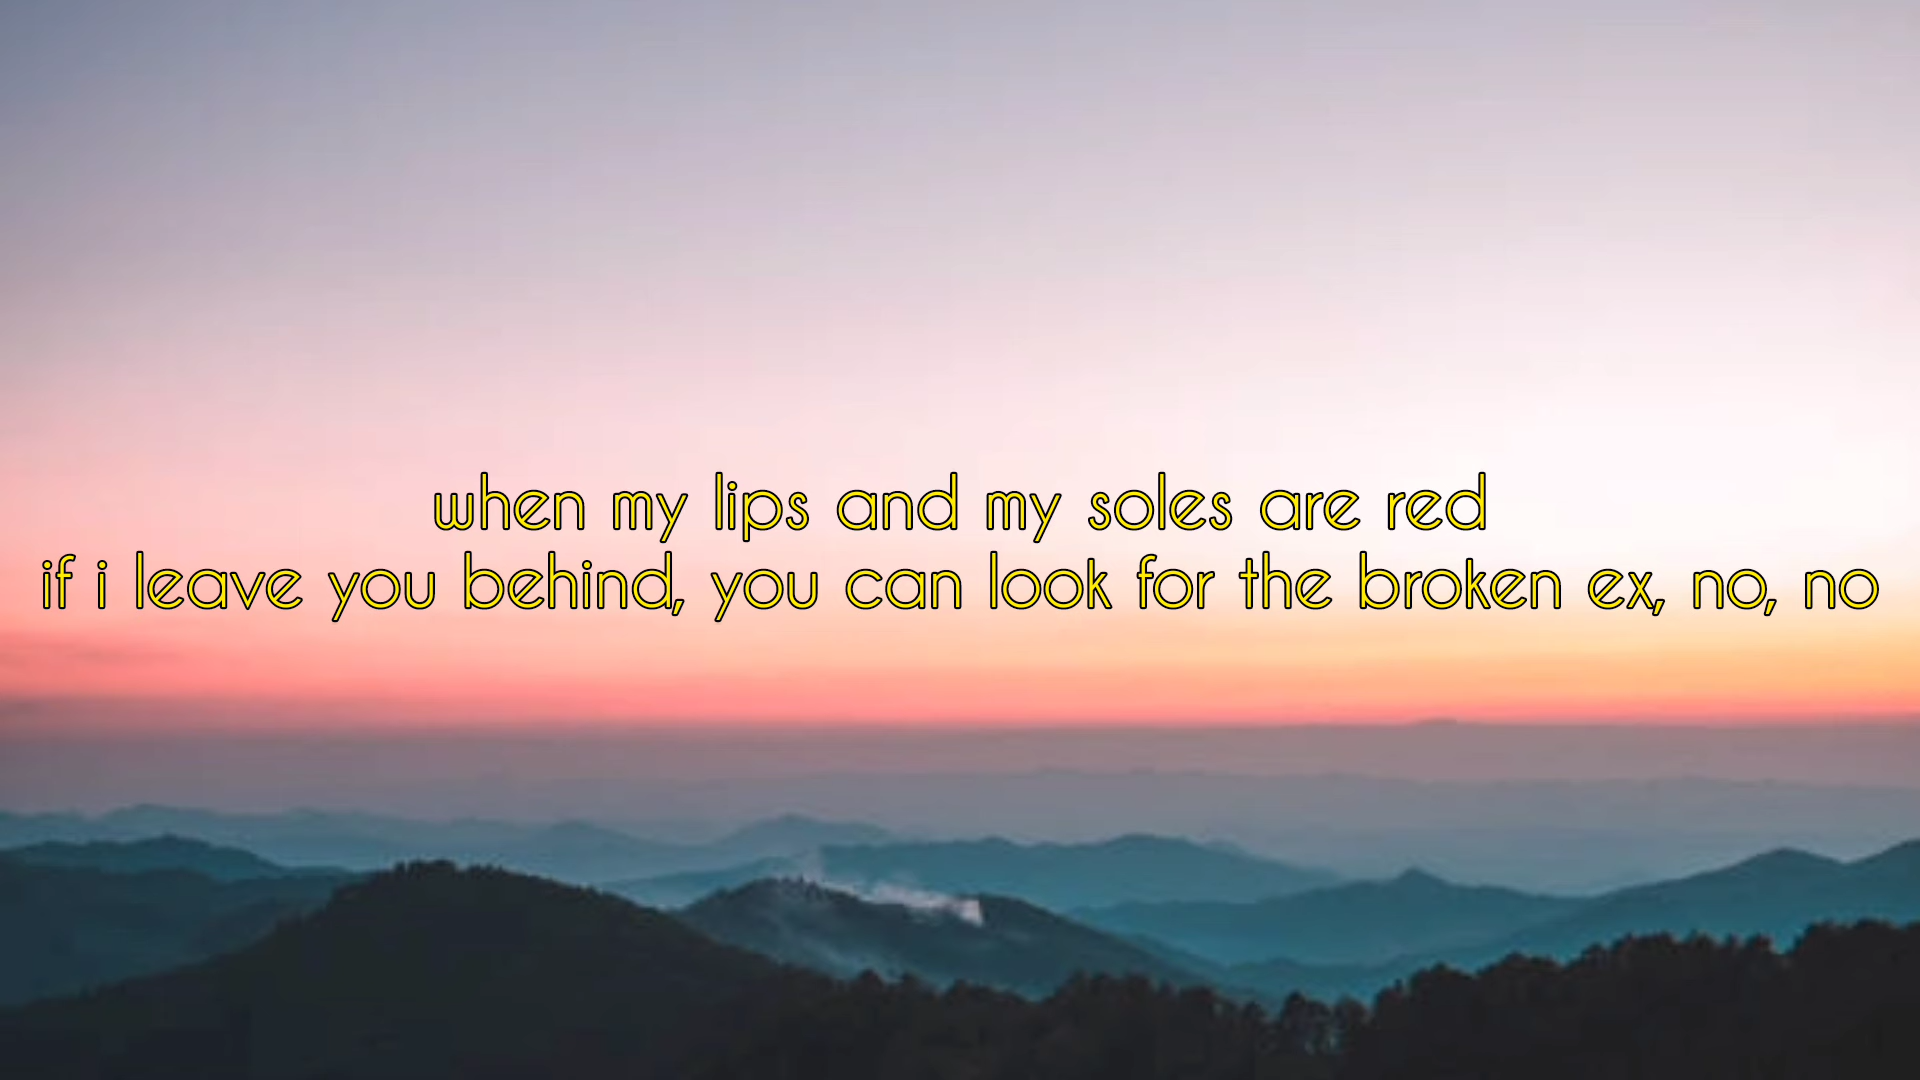 when my lips and my soles are red
if i leave you behind, you can look for the broken ex, no, no